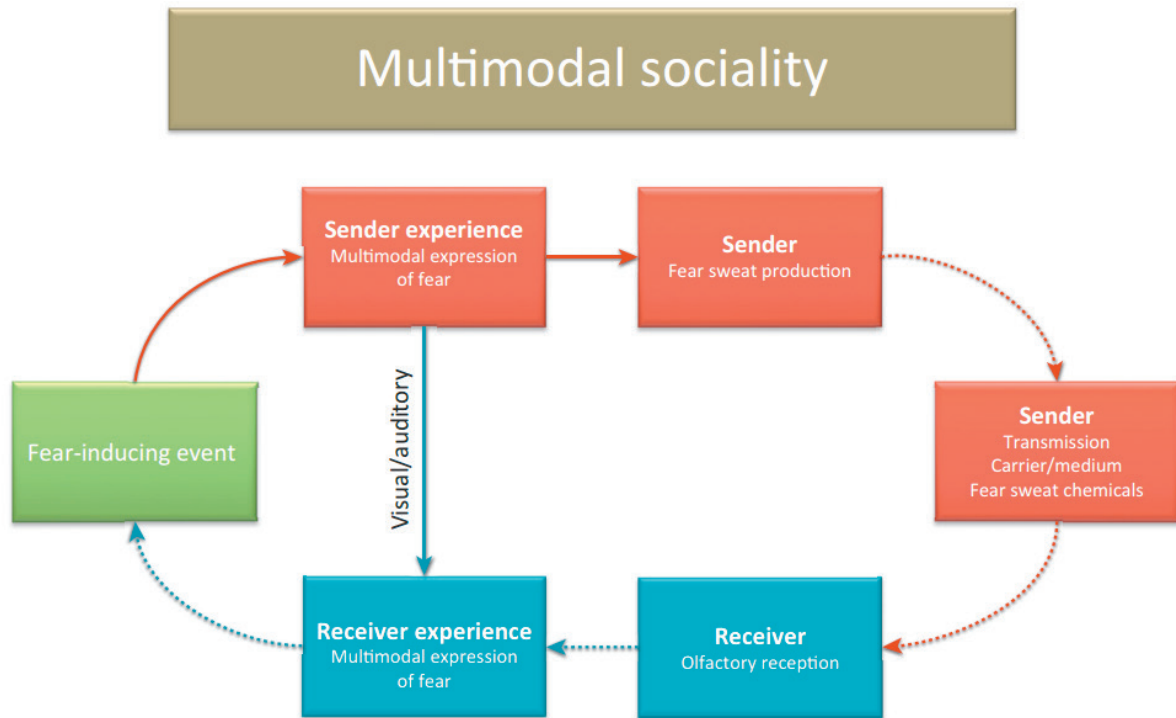 Multimodal sociality
Sender experience
Multimodal expression
of fear
Sender
Fear sweat production
Fear-inducing event
Visual/auditory
Sender
Transmission
Carrier/medium
Fear sweat chemicals
Receiver experience
Multimodal expression
of fear
Receiver
Olfactory reception